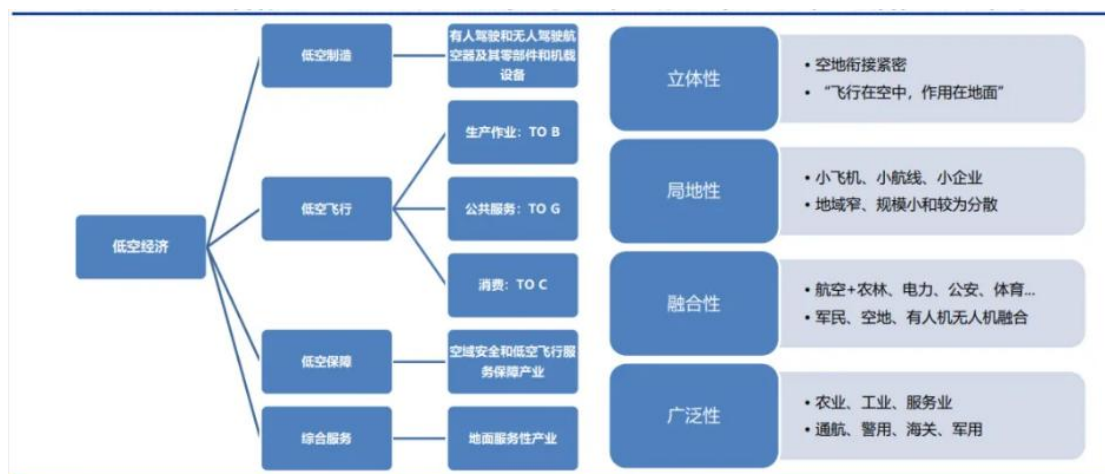 低空经济
低空制造
有人驾驶和无人驾驶航
空器及其零部件和机载
设备
低空飞行
生产作业：TO B
公共服务：TO G
消费：TO C
低空保障
空域安全和低空飞行服
务保障产业
综合服务
地面服务性产业
立体性
• 空地衔接紧密
• “飞行在空中，作用在地面”
局地性
• 小飞机、小航线、小企业
• 地域窄、规模小和较为分散
融合性
• 航空+农林、电力、公安、体育...
• 军民、空地、有人机无人机融合
广泛性
• 农业、工业、服务业
• 通航、警用、海关、军用